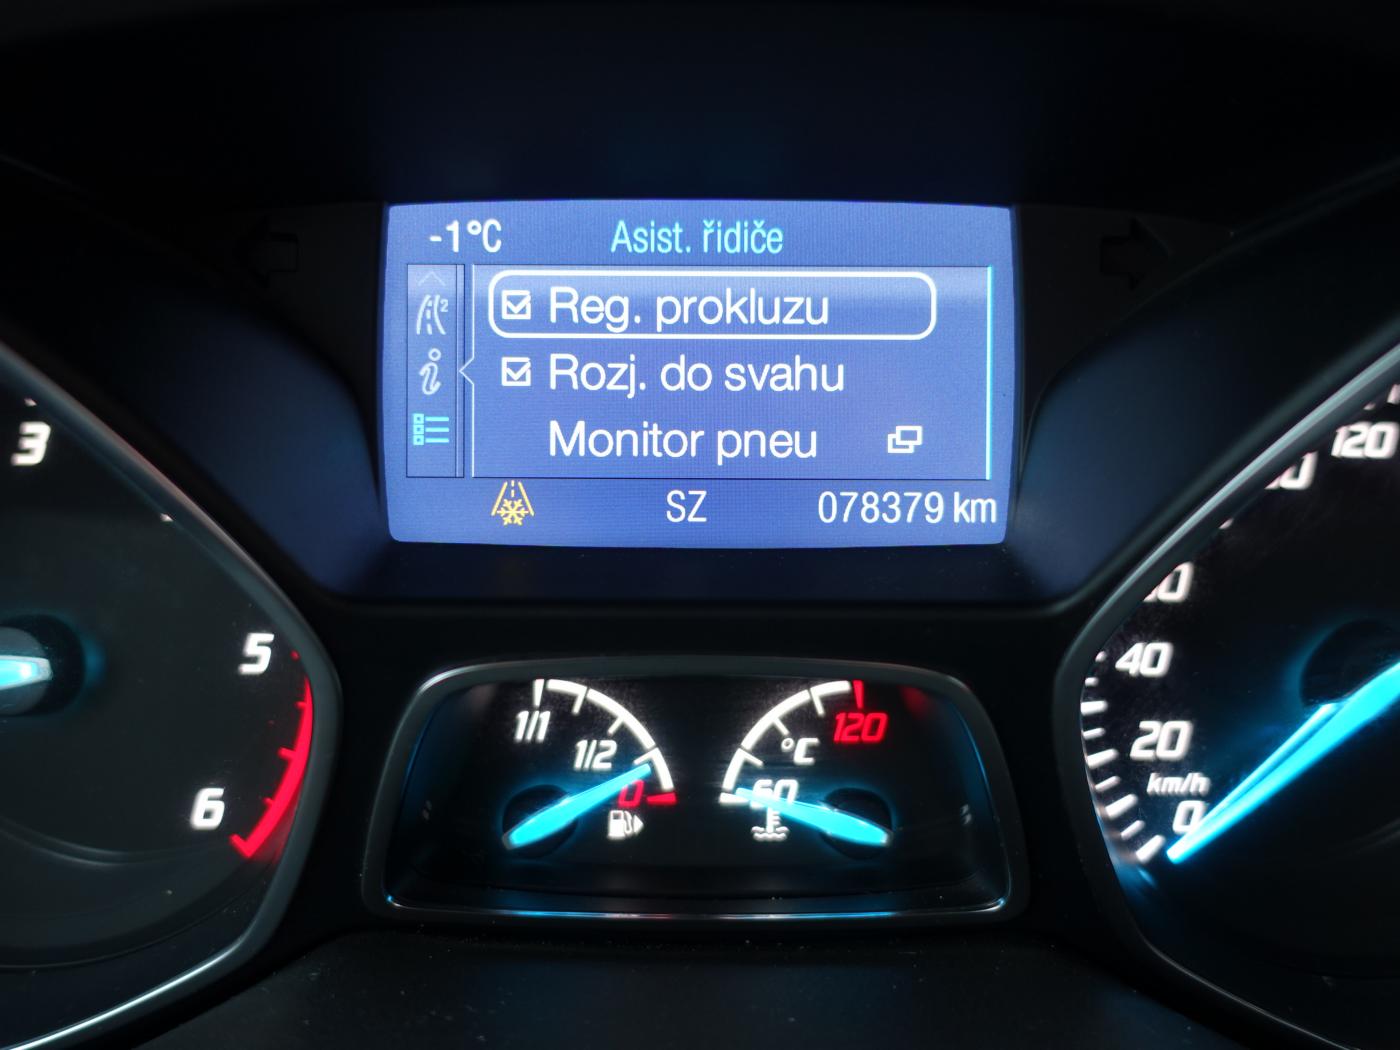 -1°C Asist. řidiče
Reg. prokluzu
Rozj. do svahu
Monitor pneu
SZ 078379 km
3
5
6
1/1
1/2
0
120
°C
60
120
40
20
km/h
0